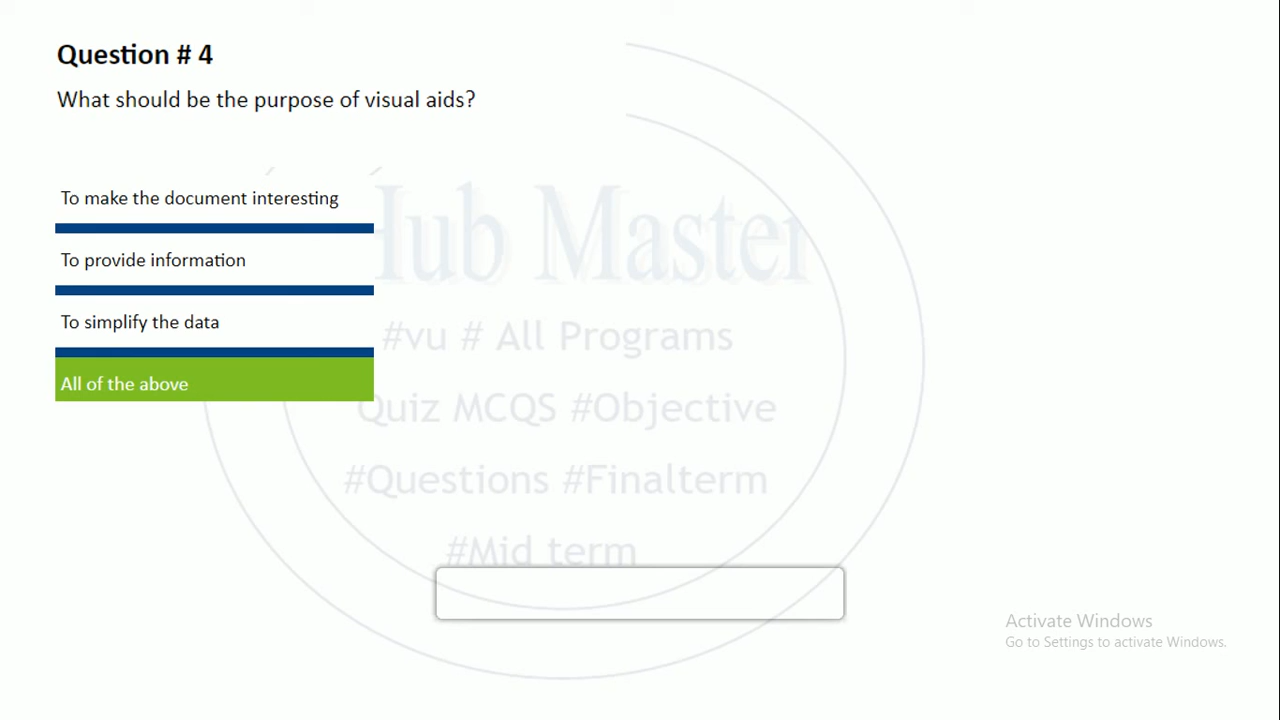 Question # 4
What should be the purpose of visual aids?
To make the document interesting
To provide information
To simplify the data
All of the above
Hub Master
#vu # All Programs
Quiz MCQS #Objective
#Questions #Finalterm
#Mid term
Activate Windows
Go to Settings to activate Windows.